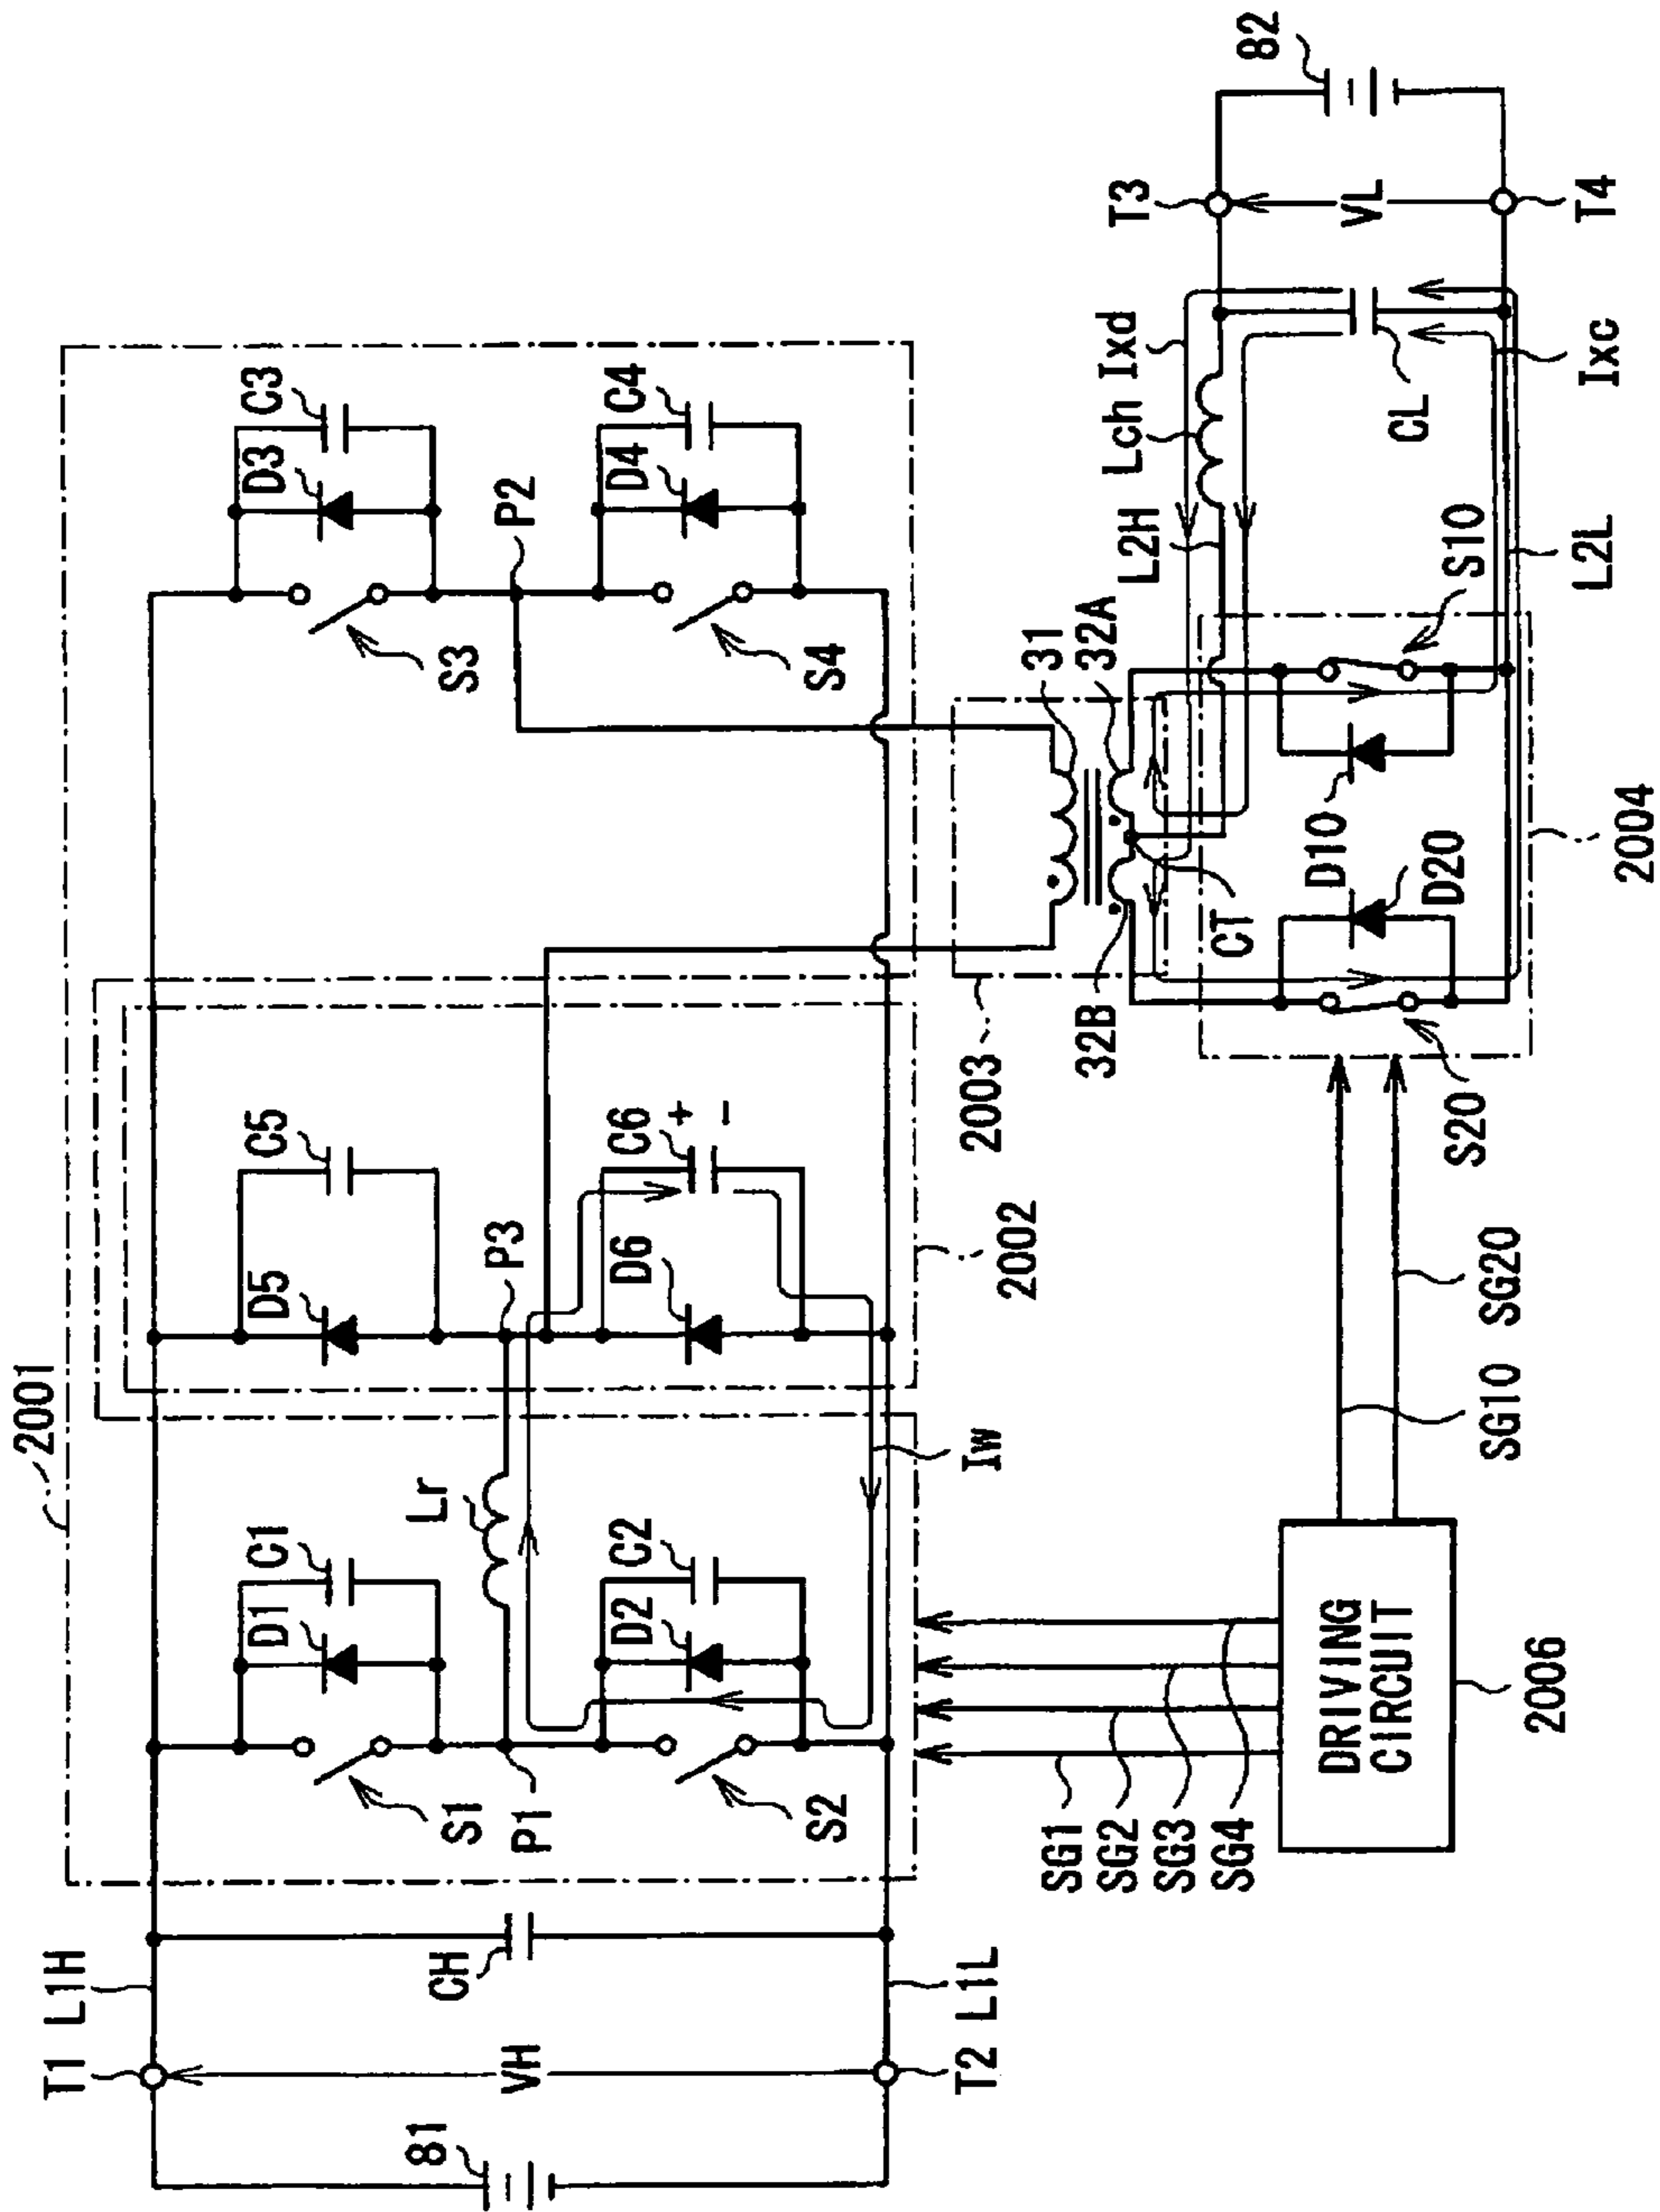 2001
T1 L1H
81
VH
T2 L1L
CH
S1
D1
C1
P1
Lr
S2
D2
C2
Iw
D5
C5
P3
D6
C6
+
-
2002
S3
D3
C3
P2
S4
D4
C4
2003
31
32A
32B
CT
L2H
Lch
Ixd
T3
82
VL
T4
CL
Ixc
L2L
S10
D10
D20
S20
2004
SG1
SG2
SG3
SG4
DRIVING
CIRCUIT
2006
SG10
SG20